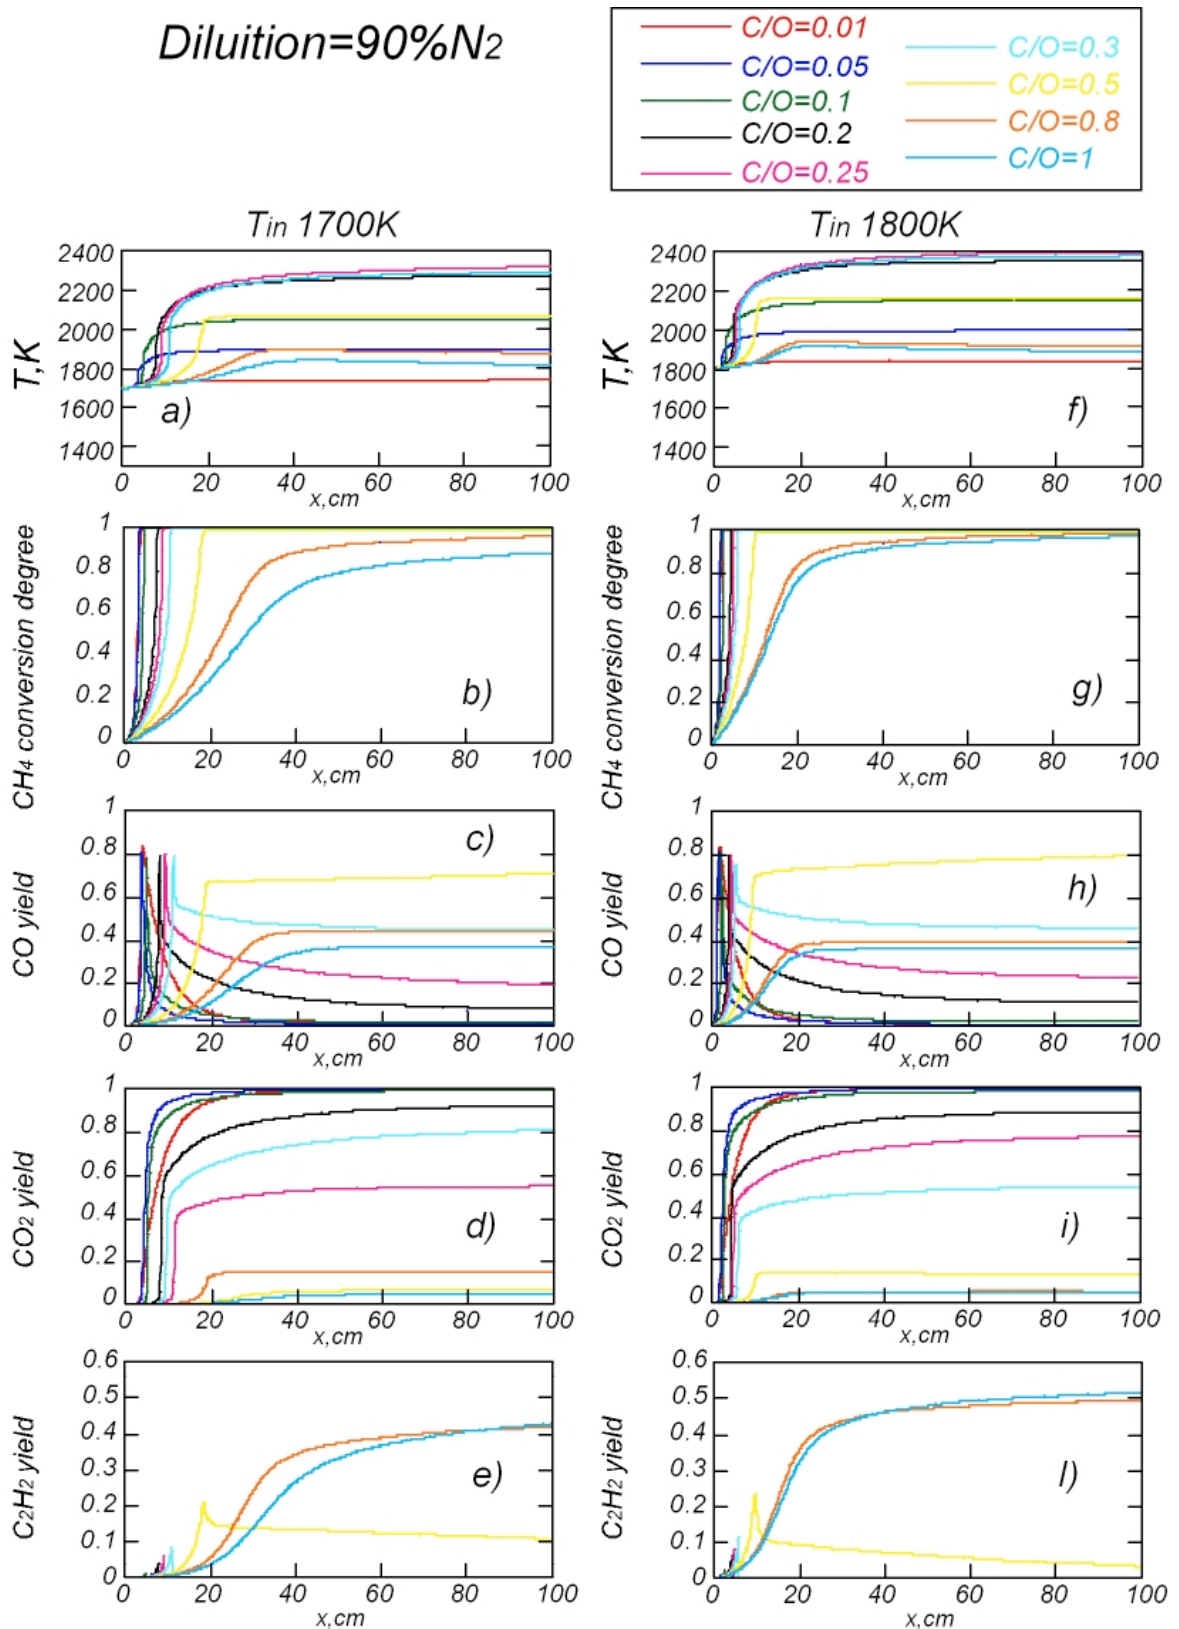 Diluition=90%N2
C/O=0.01
C/O=0.05
C/O=0.1
C/O=0.2
C/O=0.25
C/O=0.3
C/O=0.5
C/O=0.8
C/O=1
Tin 1700K
Tin 1800K
T,K
2400
2200
2000
1800
1600
1400
a)
0 20 40 60 80 100
x,cm
T,K
2400
2200
2000
1800
1600
1400
f)
0 20 40 60 80 100
x,cm
CH4 conversion degree
1
0.8
0.6
0.4
0.2
0
b)
0 20 40 60 80 100
x,cm
CH4 conversion degree
1
0.8
0.6
0.4
0.2
0
g)
0 20 40 60 80 100
x,cm
CO yield
1
0.8
0.6
0.4
0.2
0
c)
0 20 40 60 80 100
x,cm
CO yield
1
0.8
0.6
0.4
0.2
0
h)
0 20 40 60 80 100
x,cm
CO2 yield
1
0.8
0.6
0.4
0.2
0
d)
0 20 40 60 80 100
x,cm
CO2 yield
1
0.8
0.6
0.4
0.2
0
i)
0 20 40 60 80 100
x,cm
C2H2 yield
0.6
0.5
0.4
0.3
0.2
0.1
0
e)
0 20 40 60 80 100
x,cm
C2H2 yield
0.6
0.5
0.4
0.3
0.2
0.1
0
l)
0 20 40 60 80 100
x,cm